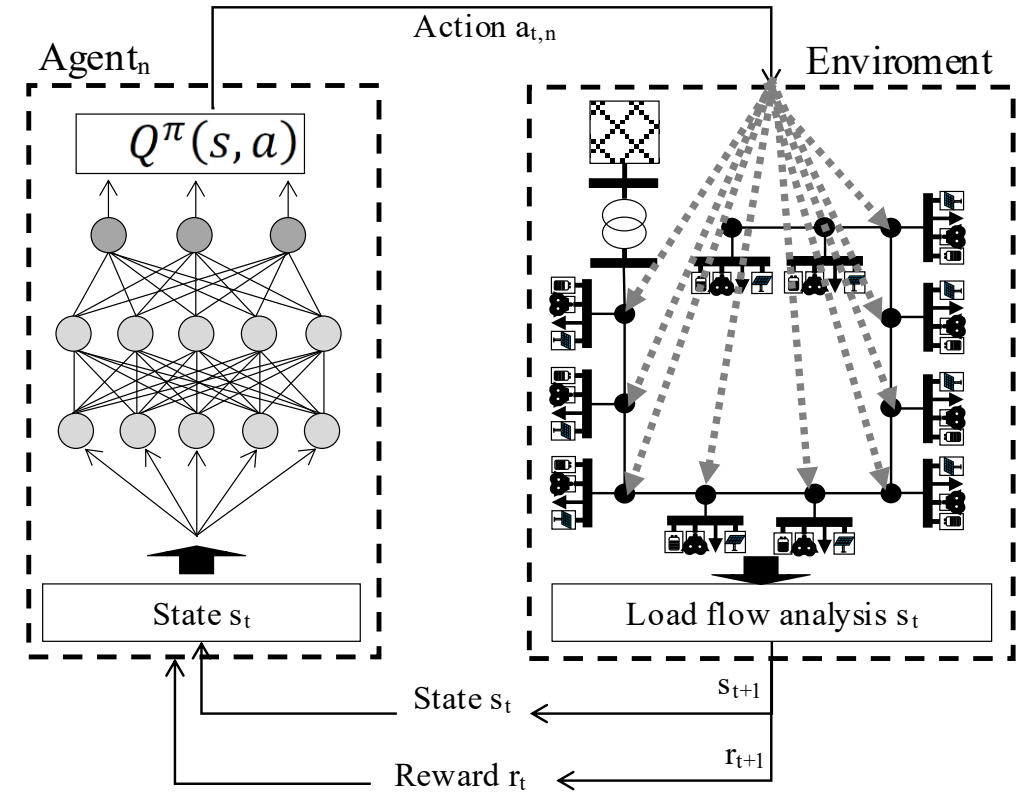 Action a_{t,n}
Agent_n
Enviroment
Q^π(s, a)
State s_t
Load flow analysis s_t
s_{t+1}
State s_t
r_{t+1}
Reward r_t